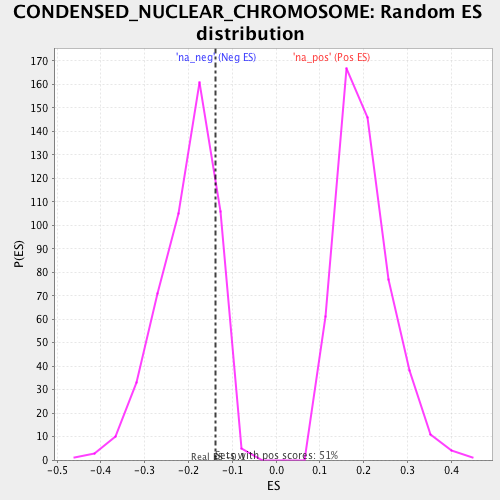 CONDENSED_NUCLEAR_CHROMOSOME: Random ES
distribution
'na_neg' (Neg ES) 'na_pos' (Pos ES)
170
160
150
140
130
120
110
100
90
80
70
60
50
40
30
20
10
0
P(ES)
Real ES
Sets with pos scores: 51%
-0.5 -0.4 -0.3 -0.2 -0.1 0.0 0.1 0.2 0.3 0.4
ES